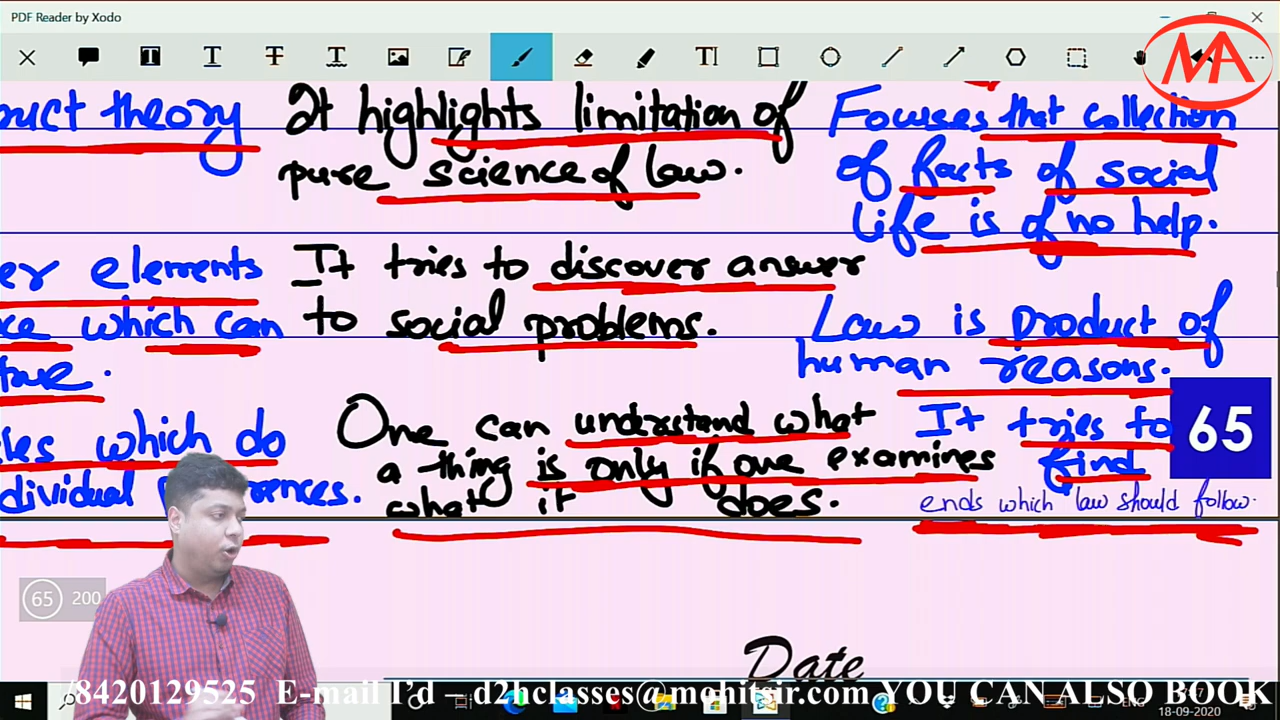 PDF Reader by Xodo
MA
uct theory
It highlights limitation of
pure science of law.
Focuses that collection
of facts of social
life is of no help.
er elements
which can
It tries to discover answer
to social problems.
Law is product of
human reasons.
which do
dividual
One can understand what
a thing is only if one examines
what it does.
It tries to
find
ends which law should follow.
65
65 200
Date
/8420129525 E-mail I'd – d2hclasses@mohitsir.com YOU CAN ALSO BOOK
ENG
18-09-2020